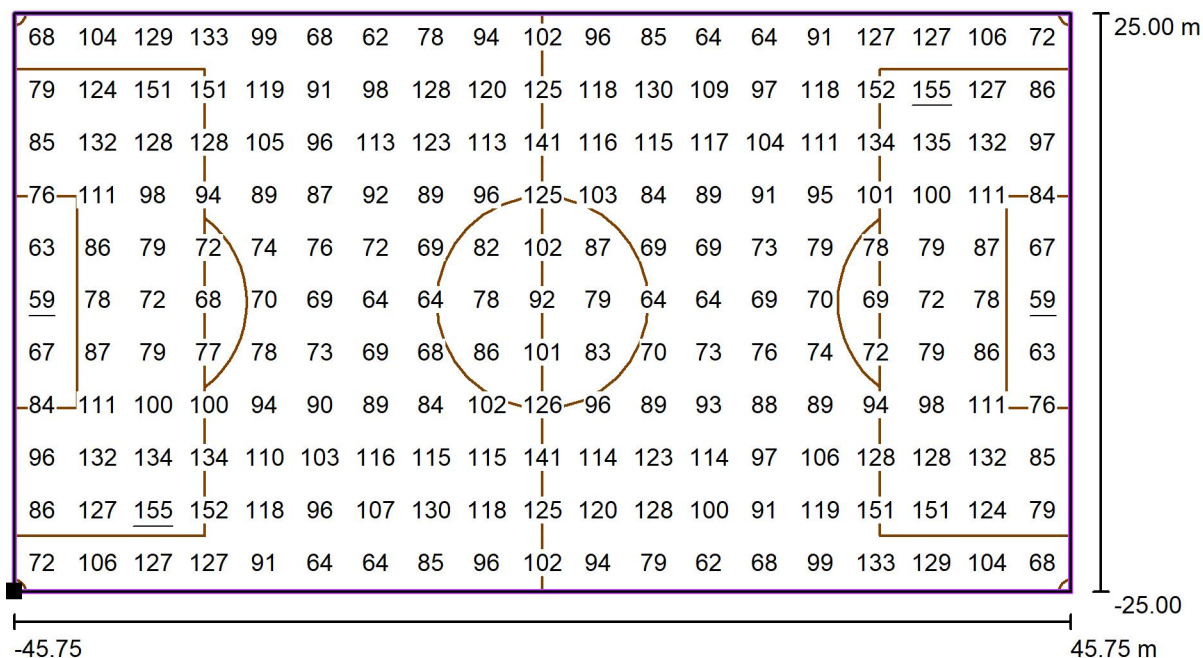 68 104 129 133 99 68 62 78 94 102 96 85 64 64 91 127 127 106 72
25.00 m
79 124 151 151 119 91 98 128 120 125 118 130 109 97 118 152 155 127 86
85 132 128 128 105 96 113 123 113 141 116 115 117 104 111 134 135 132 97
76 111 98 94 89 87 92 89 96 125 103 84 89 91 95 101 100 111 84
63 86 79 72 74 76 72 69 82 102 87 69 69 73 79 78 79 87 67
59 78 72 68 70 69 64 64 78 92 79 64 64 69 70 69 72 78 59
67 87 79 77 78 73 69 68 86 101 83 70 73 76 74 72 79 86 63
84 111 100 100 94 90 89 84 102 126 96 89 93 88 89 94 98 111 76
96 132 134 134 110 103 116 115 115 141 114 123 114 97 106 128 128 132 85
86 127 155 152 118 96 107 130 118 125 120 128 100 91 119 151 151 124 79
72 106 127 127 91 64 64 85 96 102 94 79 62 68 99 133 129 104 68
-25.00
-45.75
45.75 m